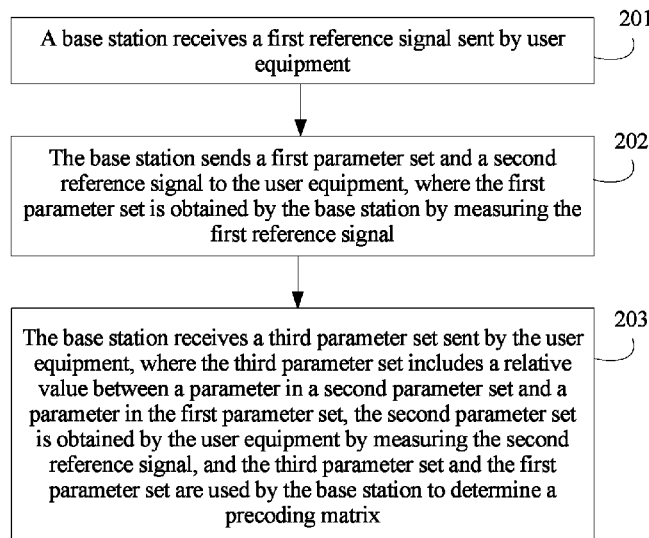 201
A base station receives a first reference signal sent by user
equipment
202
The base station sends a first parameter set and a second
reference signal to the user equipment, where the first
parameter set is obtained by the base station by measuring the
first reference signal
203
The base station receives a third parameter set sent by the user
equipment, where the third parameter set includes a relative
value between a parameter in a second parameter set and a
parameter in the first parameter set, the second parameter set
is obtained by the user equipment by measuring the second
reference signal, and the third parameter set and the first
parameter set are used by the base station to determine a
precoding matrix